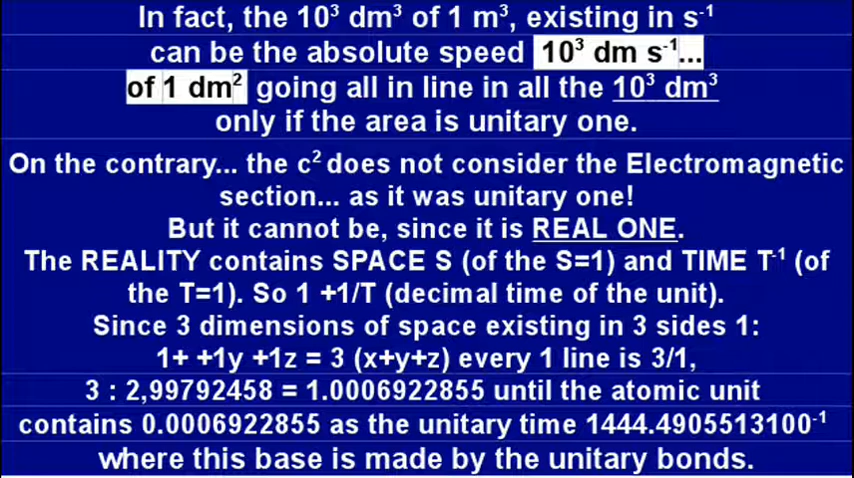 In fact, the 10³ dm³ of 1 m³, existing in s⁻¹
can be the absolute speed 10³ dm s⁻¹...
of 1 dm² going all in line in all the 10³ dm³
only if the area is unitary one.
On the contrary... the c² does not consider the Electromagnetic
section... as it was unitary one!
But it cannot be, since it is REAL ONE.
The REALITY contains SPACE S (of the S=1) and TIME T⁻¹ (of
the T=1). So 1 +1/T (decimal time of the unit).
Since 3 dimensions of space existing in 3 sides 1:
1+ +1y +1z = 3 (x+y+z) every 1 line is 3/1,
3 : 2,99792458 = 1.0006922855 until the atomic unit
contains 0.0006922855 as the unitary time 1444.4905513100⁻¹
where this base is made by the unitary bonds.